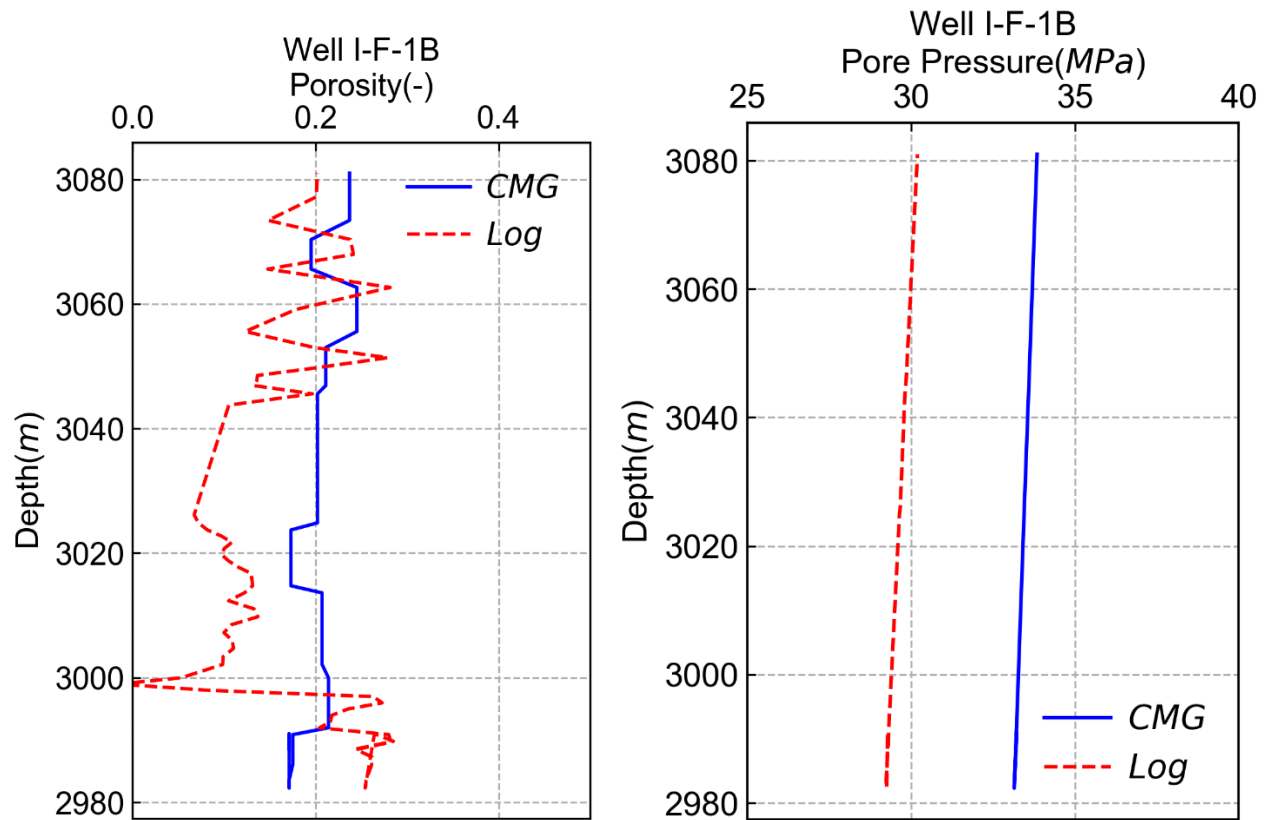 Well I-F-1B
Porosity(-)
0.0 0.2 0.4
3080
3060
3040
3020
3000
2980
Depth(m)
CMG
Log
Well I-F-1B
Pore Pressure(MPa)
25 30 35 40
3080
3060
3040
3020
3000
2980
Depth(m)
CMG
Log